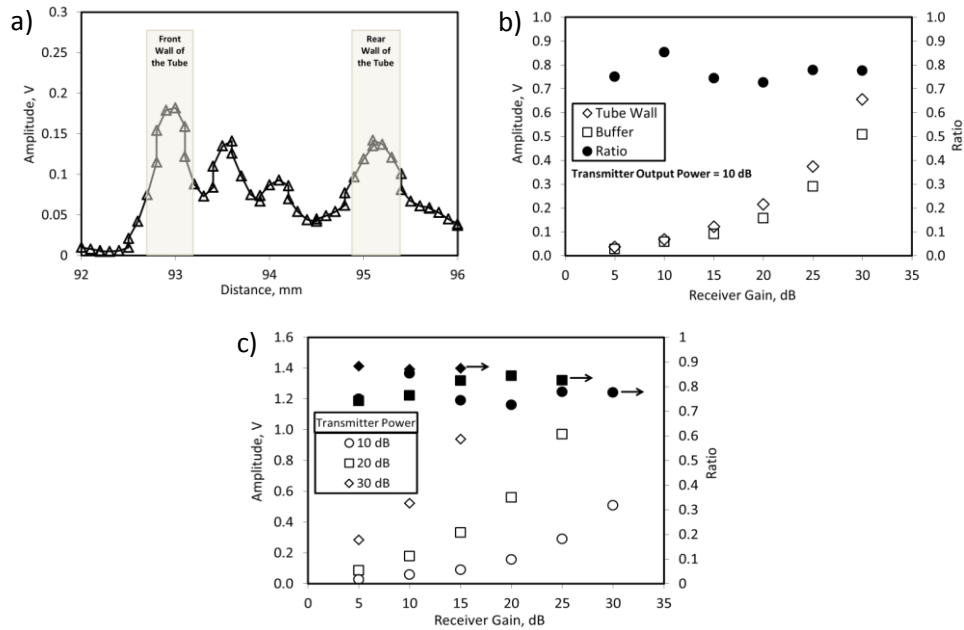 a)
0.3
0.25
0.2
0.15
0.1
0.05
0
Amplitude, V
Front
Wall of
the Tube
Rear
Wall of
the Tube
92 93 94 95 96
Distance, mm
b)
1.0
0.9
0.8
0.7
0.6
0.5
0.4
0.3
0.2
0.1
0.0
Amplitude, V
Tube Wall
Buffer
Ratio
Transmitter Output Power = 10 dB
1.0
0.9
0.8
0.7
0.6
0.5
0.4
0.3
0.2
0.1
0.0
Ratio
0 5 10 15 20 25 30 35
Receiver Gain, dB
c)
1.6
1.4
1.2
1.0
0.8
0.6
0.4
0.2
0.0
Amplitude, V
Transmitter Power
10 dB
20 dB
30 dB
1
0.9
0.8
0.7
0.6
0.5
0.4
0.3
0.2
0.1
0
Ratio
0 5 10 15 20 25 30 35
Receiver Gain, dB